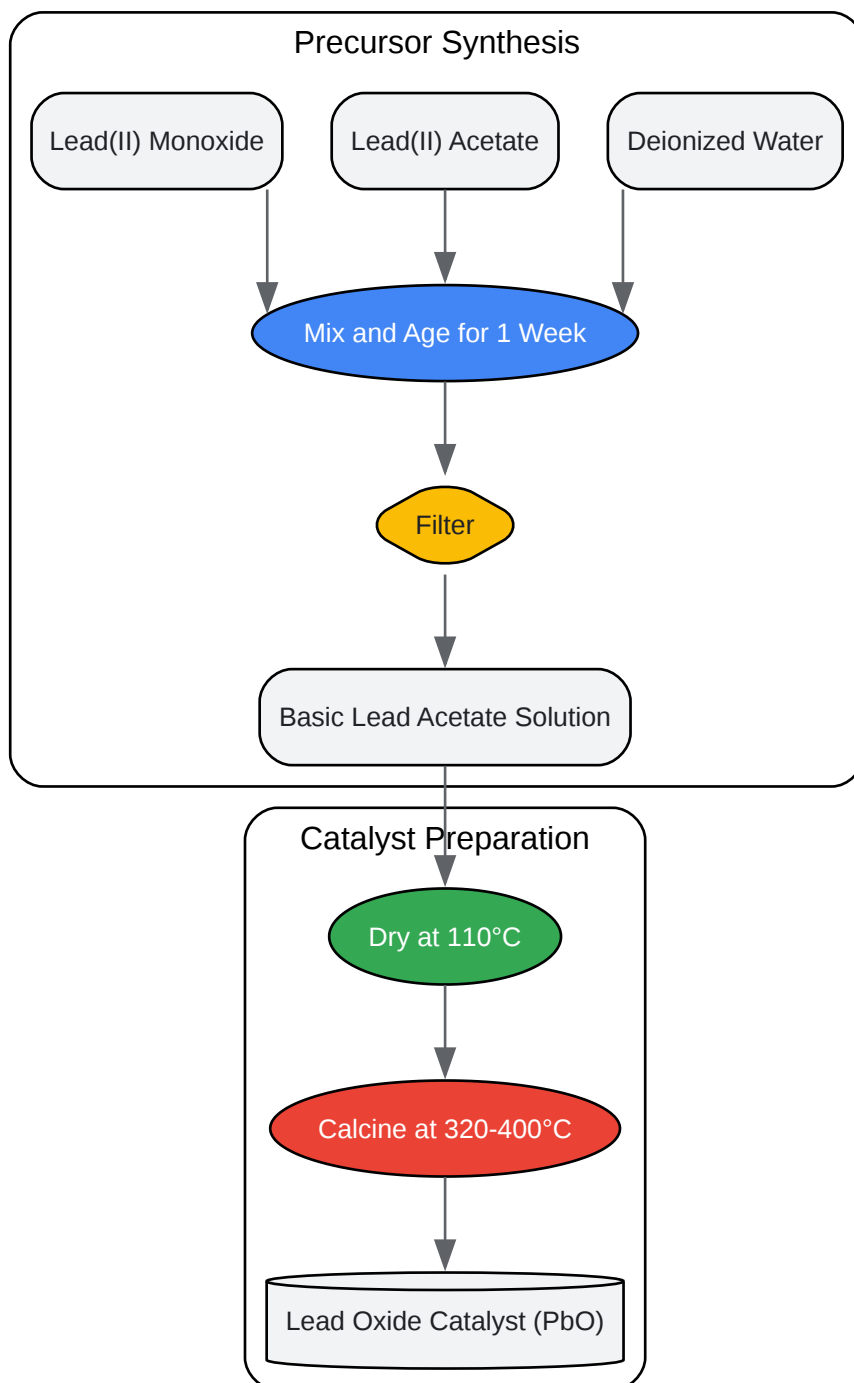 Precursor Synthesis
Lead(II) Monoxide
Lead(II) Acetate
Deionized Water
Mix and Age for 1 Week
Filter
Basic Lead Acetate Solution
Catalyst Preparation
Dry at 110°C
Calcine at 320-400°C
Lead Oxide Catalyst (PbO)